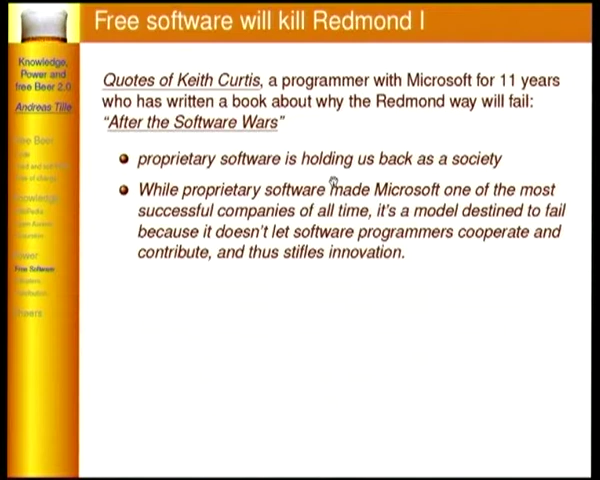 Free software will kill Redmond I
Knowledge,
Power and
free Beer 2.0
Andreas Tille
Free Software
Quotes of Keith Curtis, a programmer with Microsoft for 11 years
who has written a book about why the Redmond way will fail:
“After the Software Wars”
proprietary software is holding us back as a society
While proprietary software made Microsoft one of the most
successful companies of all time, it's a model destined to fail
because it doesn't let software programmers cooperate and
contribute, and thus stifles innovation.